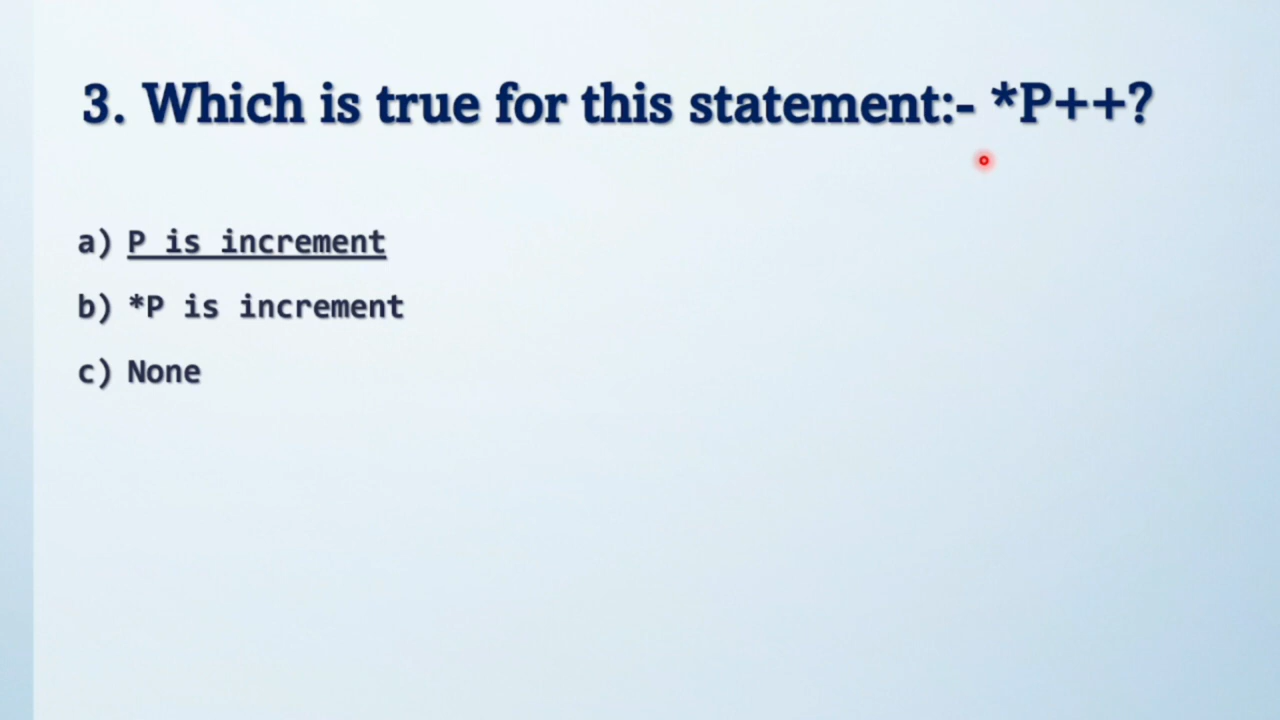 3. Which is true for this statement:- *P++?
a) P is increment
b) *P is increment
c) None